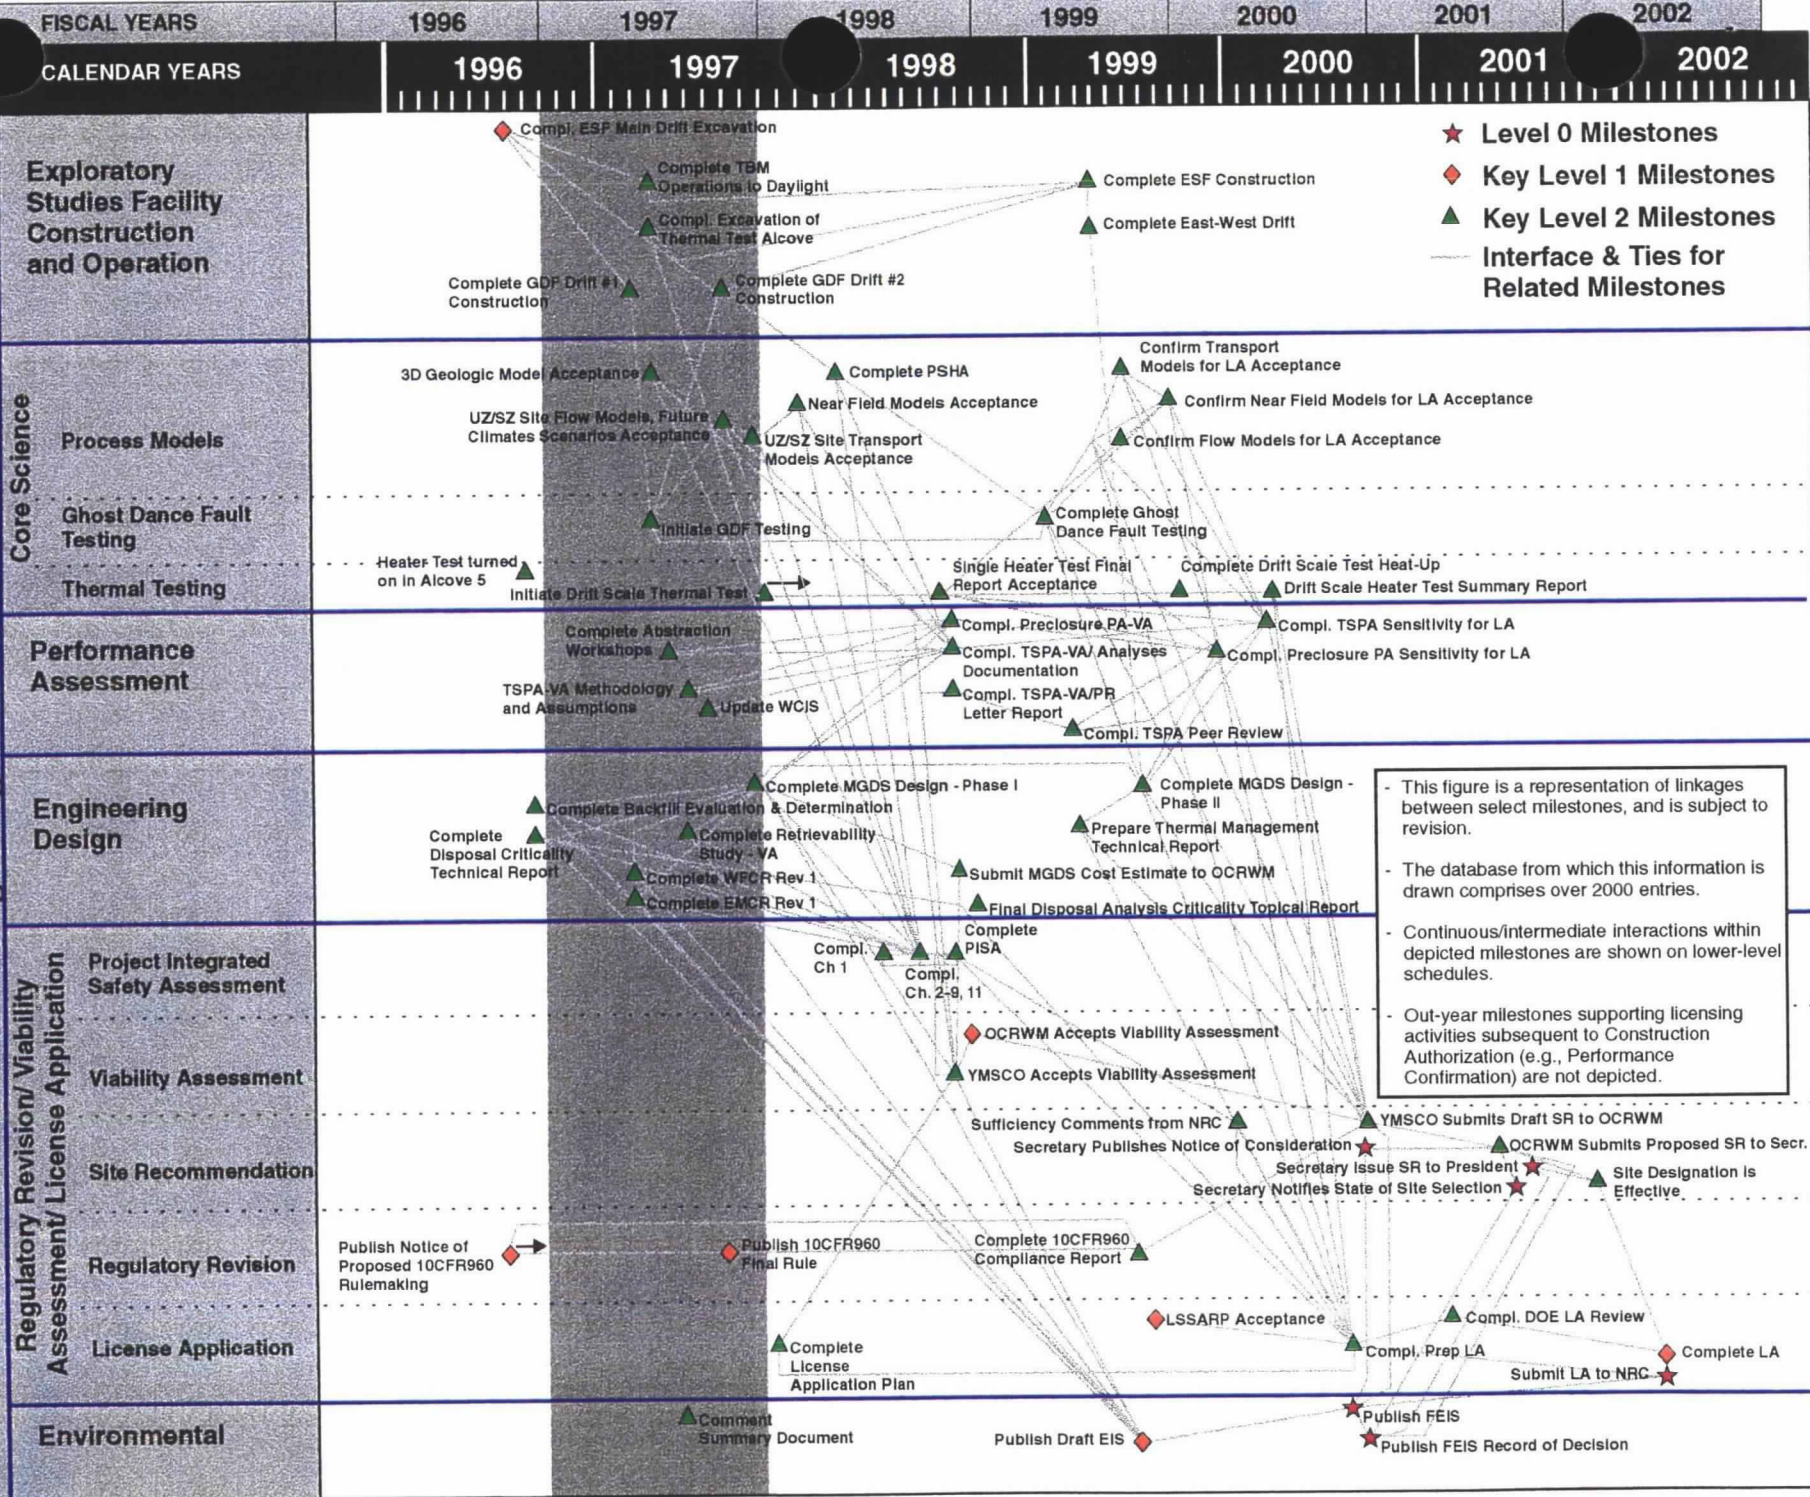 FISCAL YEARS 1996 1997 1998 1999 2000 2001 2002
CALENDAR YEARS 1996 1997 1998 1999 2000 2001 2002
Exploratory
Studies Facility
Construction
and Operation
Compl. ESF Main Drift Excavation
Complete TBM
Operations to Daylight
Compl. Excavation of
Thermal Test Alcove
Complete GDF Drift #1
Construction
Complete GDF Drift #2
Construction
Complete ESF Construction
Complete East-West Drift
Level 0 Milestones
Key Level 1 Milestones
Key Level 2 Milestones
Interface & Ties for
Related Milestones
Core Science
Process Models
3D Geologic Model Acceptance
UZ/SZ Site Flow Models, Future
Climates Scenarios Acceptance
Complete PSHA
Near Field Models Acceptance
UZ/SZ Site Transport
Models Acceptance
Confirm Transport
Models for LA Acceptance
Confirm Near Field Models for LA Acceptance
Confirm Flow Models for LA Acceptance
Ghost Dance Fault
Testing
Initiate GDF Testing
Complete Ghost
Dance Fault Testing
Thermal Testing
Heater Test turned
on in Alcove 5
Initiate Drift Scale Thermal Test
Single Heater Test Final
Report Acceptance
Complete Drift Scale Test Heat-Up
Drift Scale Heater Test Summary Report
Performance
Assessment
Complete Abstraction
Workshops
TSPA-VA Methodology
and Assumptions
Update WCIS
Compl. Preclosure PA-VA
Compl. TSPA-VA/ Analyses
Documentation
Compl. TSPA-VA/PR
Letter Report
Compl. TSPA Peer Review
Compl. TSPA Sensitivity for LA
Compl. Preclosure PA Sensitivity for LA
Engineering
Design
Complete MGDS Design - Phase I
Complete Backfill Evaluation & Determination
Complete
Disposal Criticality
Technical Report
Complete Retrievability
Study - VA
Complete WFCR Rev 1
Complete EMCR Rev 1
Complete MGDS Design -
Phase II
Prepare Thermal Management
Technical Report
Submit MGDS Cost Estimate to OCRWM
Final Disposal Analysis Criticality Topical Report
- This figure is a representation of linkages
between select milestones, and is subject to
revision.
- The database from which this information is
drawn comprises over 2000 entries.
- Continuous/intermediate interactions within
depicted milestones are shown on lower-level
schedules.
- Out-year milestones supporting licensing
activities subsequent to Construction
Authorization (e.g., Performance
Confirmation) are not depicted.
Regulatory Revision/ Viability
Assessment/ License Application
Project Integrated
Safety Assessment
Compl.
Ch 1
Compl.
Ch. 2-9, 11
Complete
PISA
Viability Assessment
OCRWM Accepts Viability Assessment
YMSCO Accepts Viability Assessment
Site Recommendation
Sufficiency Comments from NRC
YMSCO Submits Draft SR to OCRWM
Secretary Publishes Notice of Consideration
OCRWM Submits Proposed SR to Secr.
Secretary Issue SR to President
Secretary Notifies State of Site Selection
Site Designation is
Effective
Regulatory Revision
Publish Notice of
Proposed 10CFR960
Rulemaking
Publish 10CFR960
Final Rule
Complete 10CFR960
Compliance Report
License Application
Complete
License
Application Plan
LSSARP Acceptance
Compl. Prep LA
Compl. DOE LA Review
Complete LA
Submit LA to NRC
Environmental
Comment
Summary Document
Publish Draft EIS
Publish FEIS
Publish FEIS Record of Decision